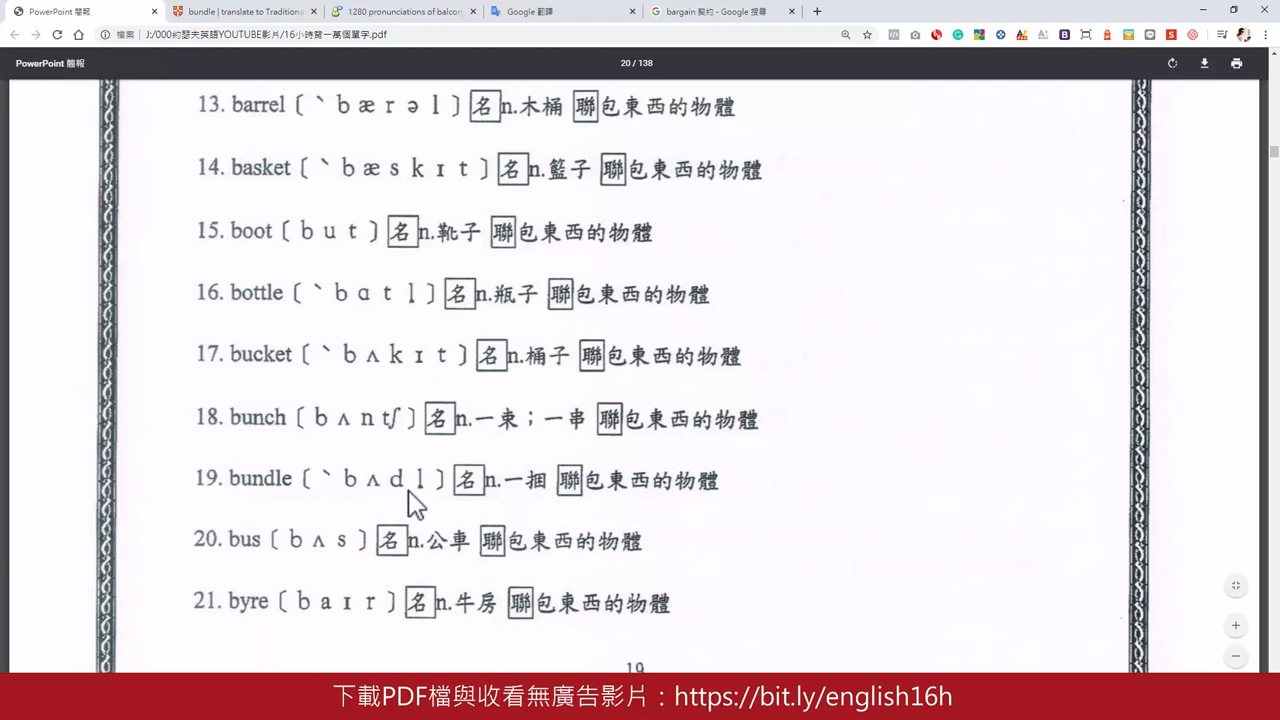 PowerPoint 簡報
bundle | translate to Traditiona
1280 pronunciations of balcon
Google 翻譯
bargain 契約 - Google 搜尋
檔案 | J:/000約瑟夫英語YOUTUBE影片/16小時背一萬個單字.pdf
PowerPoint 簡報 20 / 138
13. barrel〔ˋbærəl〕名n.木桶 聯包東西的物體
14. basket〔ˋbæskɪt〕名n.籃子 聯包東西的物體
15. boot〔but〕名n.靴子 聯包東西的物體
16. bottle〔ˋbɑtl〕名n.瓶子 聯包東西的物體
17. bucket〔ˋbʌkɪt〕名n.桶子 聯包東西的物體
18. bunch〔bʌntʃ〕名n.一束；一串 聯包東西的物體
19. bundle〔ˋbʌdl〕名n.一捆 聯包東西的物體
20. bus〔bʌs〕名n.公車 聯包東西的物體
21. byre〔baɪr〕名n.牛房 聯包東西的物體
19
下載PDF檔與收看無廣告影片：https://bit.ly/english16h